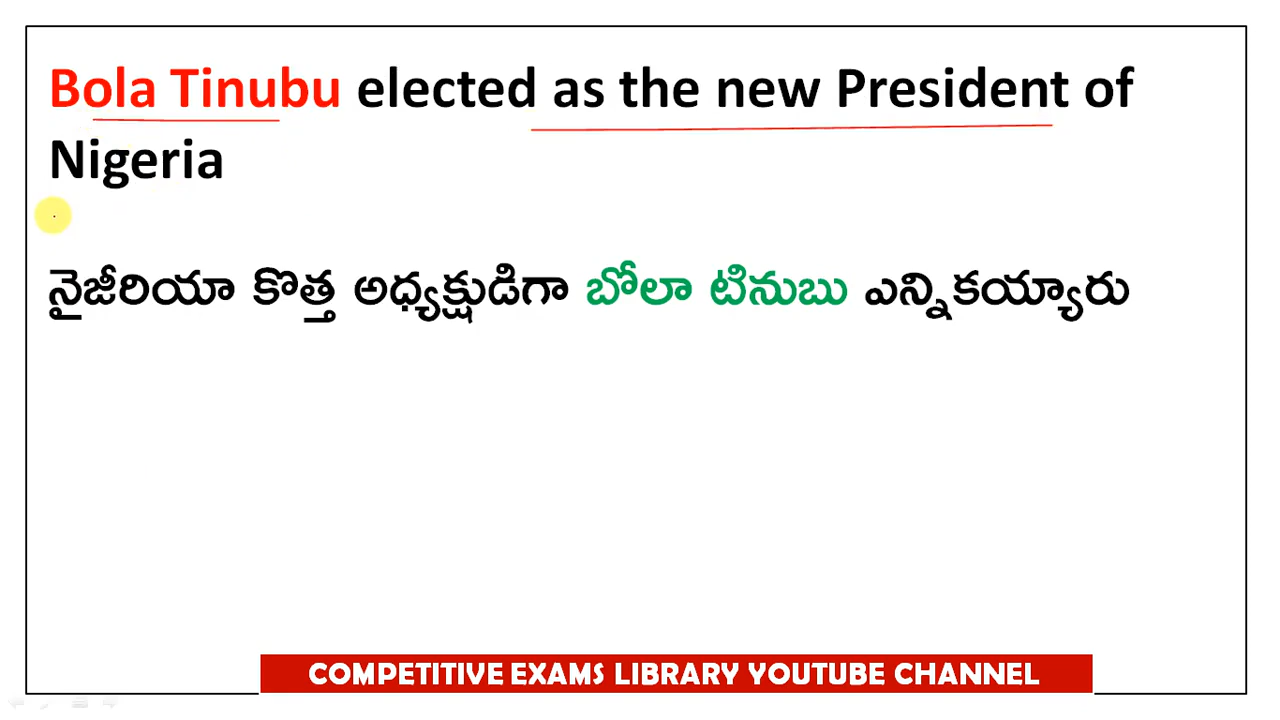 Bola Tinubu elected as the new President of
Nigeria
నైజీరియా కొత్త అధ్యక్షుడిగా బోలా టినుబు ఎన్నికయ్యారు
COMPETITIVE EXAMS LIBRARY YOUTUBE CHANNEL